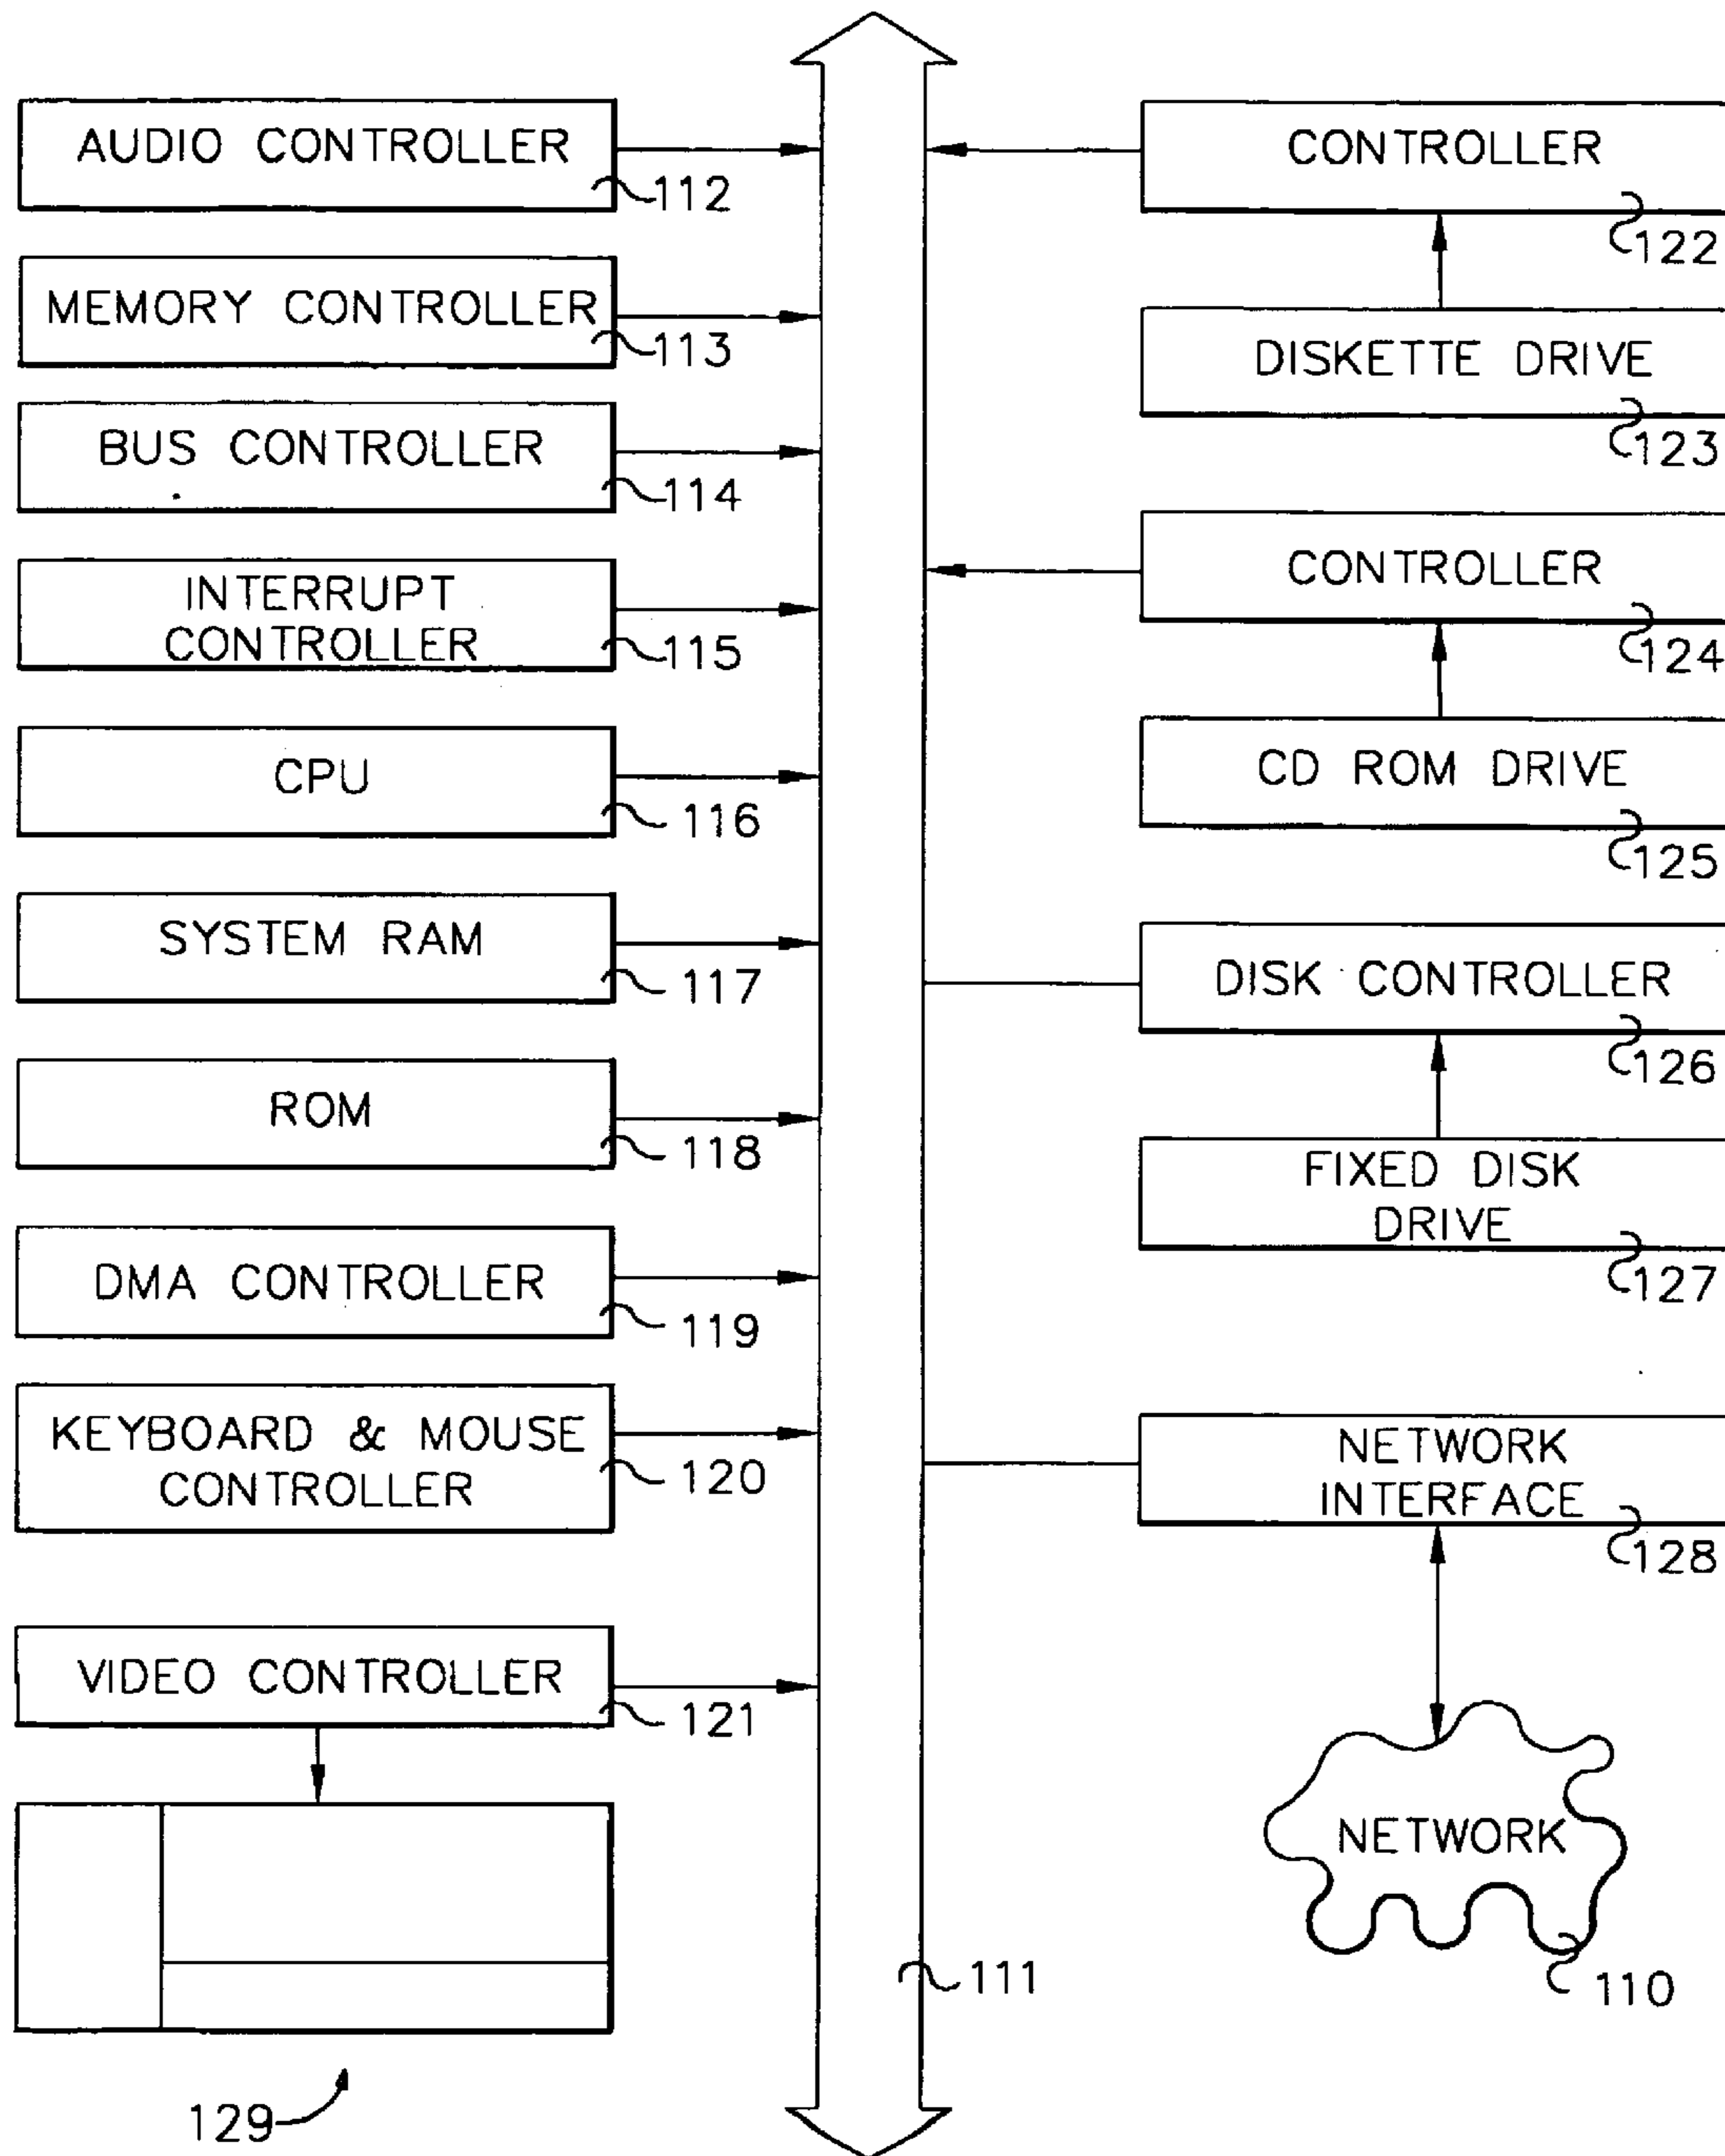 AUDIO CONTROLLER
112
MEMORY CONTROLLER
113
BUS CONTROLLER
114
INTERRUPT
CONTROLLER
115
CPU
116
SYSTEM RAM
117
ROM
118
DMA CONTROLLER
119
KEYBOARD & MOUSE
CONTROLLER
120
VIDEO CONTROLLER
121
129
111
CONTROLLER
122
DISKETTE DRIVE
123
CONTROLLER
124
CD ROM DRIVE
125
DISK CONTROLLER
126
FIXED DISK
DRIVE
127
NETWORK
INTERFACE
128
NETWORK
110